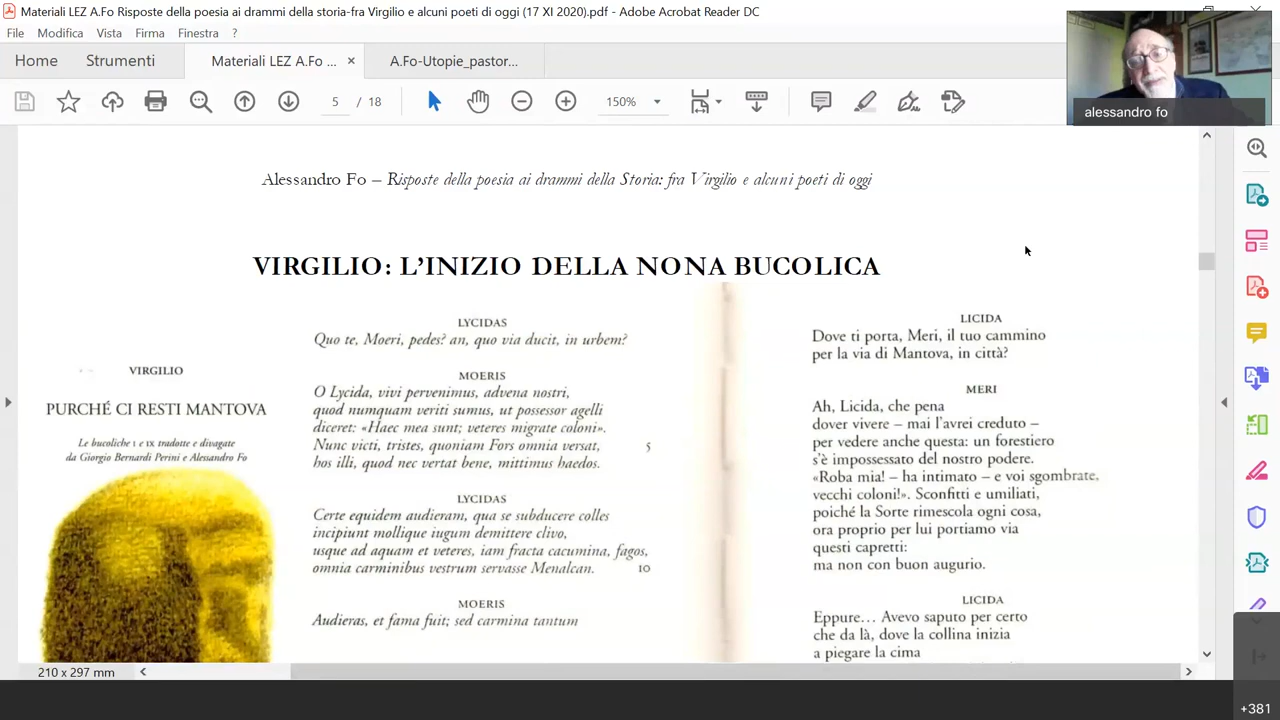 Materiali LEZ A.Fo Risposte della poesia ai drammi della storia-fra Virgilio e alcuni poeti di oggi (17 XI 2020).pdf - Adobe Acrobat Reader DC
File Modifica Vista Firma Finestra ?
Home Strumenti Materiali LEZ A.Fo ... × A.Fo-Utopie_pastor...
5 / 18 150%
alessandro fo
Alessandro Fo – Risposte della poesia ai drammi della Storia: fra Virgilio e alcuni poeti di oggi
VIRGILIO: L’INIZIO DELLA NONA BUCOLICA
VIRGILIO
PURCHÉ CI RESTI MANTOVA
Le bucoliche I e IX tradotte e divagate
da Giorgio Bernardi Perini e Alessandro Fo
LYCIDAS
Quo te, Moeri, pedes? an, quo via ducit, in urbem?
MOERIS
O Lycida, vivi pervenimus, advena nostri,
quod numquam veriti sumus, ut possessor agelli
diceret: «Haec mea sunt; veteres migrate coloni».
Nunc victi, tristes, quoniam Fors omnia versat, 5
hos illi, quod nec vertat bene, mittimus haedos.
LYCIDAS
Certe equidem audieram, qua se subducere colles
incipiunt mollique iugum demittere clivo,
usque ad aquam et veteres, iam fracta cacumina, fagos,
omnia carminibus vestrum servasse Menalcan. 10
MOERIS
Audieras, et fama fuit; sed carmina tantum
LICIDA
Dove ti porta, Meri, il tuo cammino
per la via di Mantova, in città?
MERI
Ah, Licida, che pena
dover vivere – mai l’avrei creduto –
per vedere anche questa: un forestiero
s’è impossessato del nostro podere.
«Roba mia! – ha intimato – e voi sgombrate,
vecchi coloni!». Sconfitti e umiliati,
poiché la Sorte rimescola ogni cosa,
ora proprio per lui portiamo via
questi capretti:
ma non con buon augurio.
LICIDA
Eppure... Avevo saputo per certo
che da là, dove la collina inizia
a piegare la cima
210 x 297 mm
+381